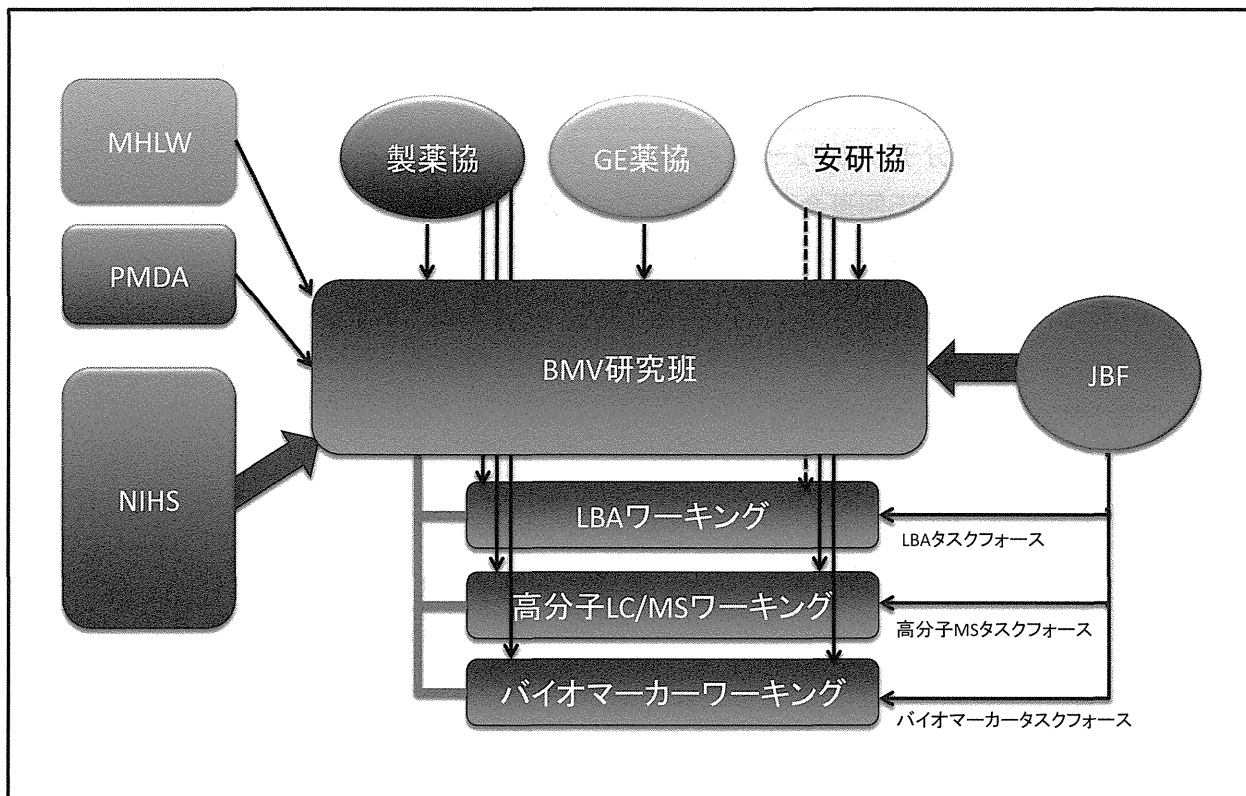 MHLW
製薬協
GE薬協
安研協
PMDA
BMV研究班
JBF
NIHS
LBAワーキング
LBAタスクフォース
高分子LC/MSワーキング
高分子MSタスクフォース
バイオマーカーワーキング
バイオマーカータスクフォース